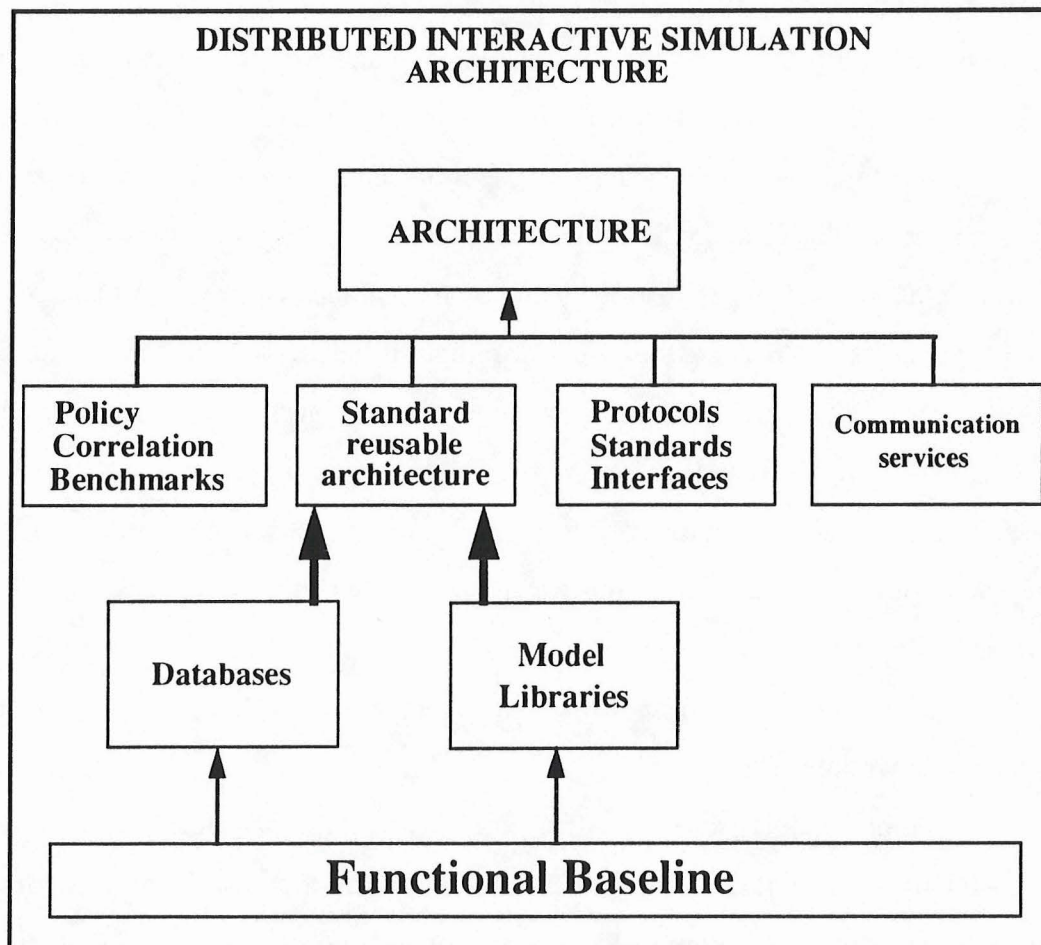 DISTRIBUTED INTERACTIVE SIMULATION
ARCHITECTURE
ARCHITECTURE
Policy
Correlation
Benchmarks
Standard
reusable
architecture
Protocols
Standards
Interfaces
Communication
services
Databases
Model
Libraries
Functional Baseline